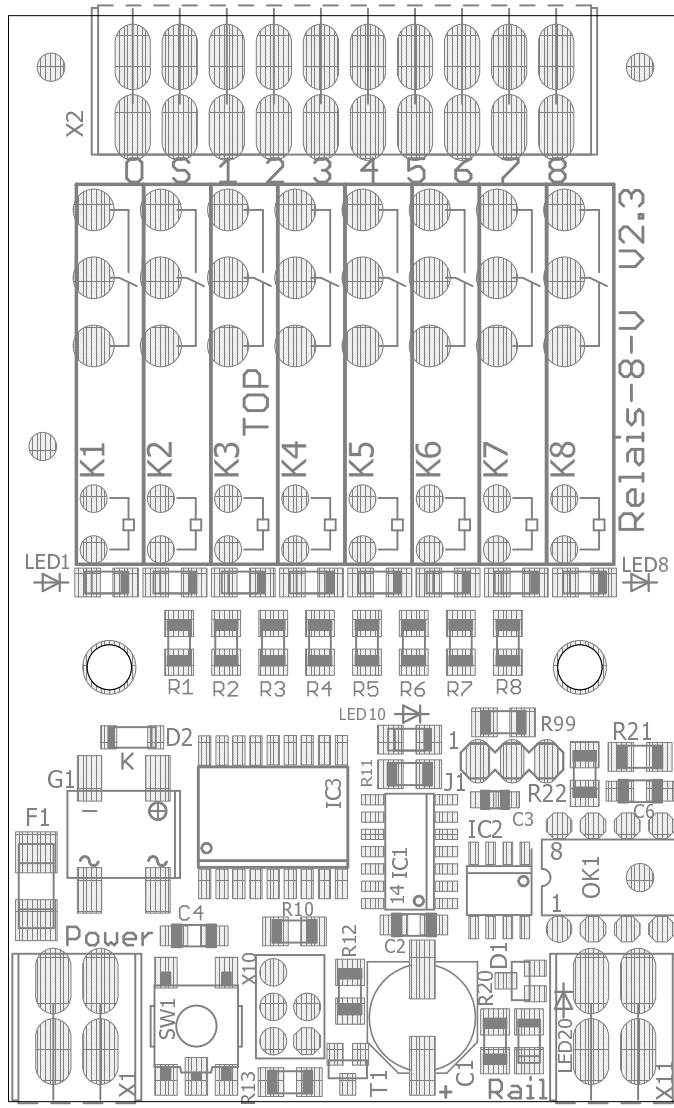 X2
0 S 1 2 3 4 5 6 7 8
V2.3
Relais-8-V
TOP
K1 K2 K3 K4 K5 K6 K7 K8
LED1 LED8
R1 R2 R3 R4 R5 R6 R7 R8
LED10
R99
D2
K
1
R21
G1
R11
J1
R22
IC3
C3
C6
F1
− +
IC2
~ ~
IC1
14
8
OK1
1
C4
R10
Power
R12
C2
X10
D1
SW1
R20
LED20
X1
R13
T1
+
C1
Rail
X11